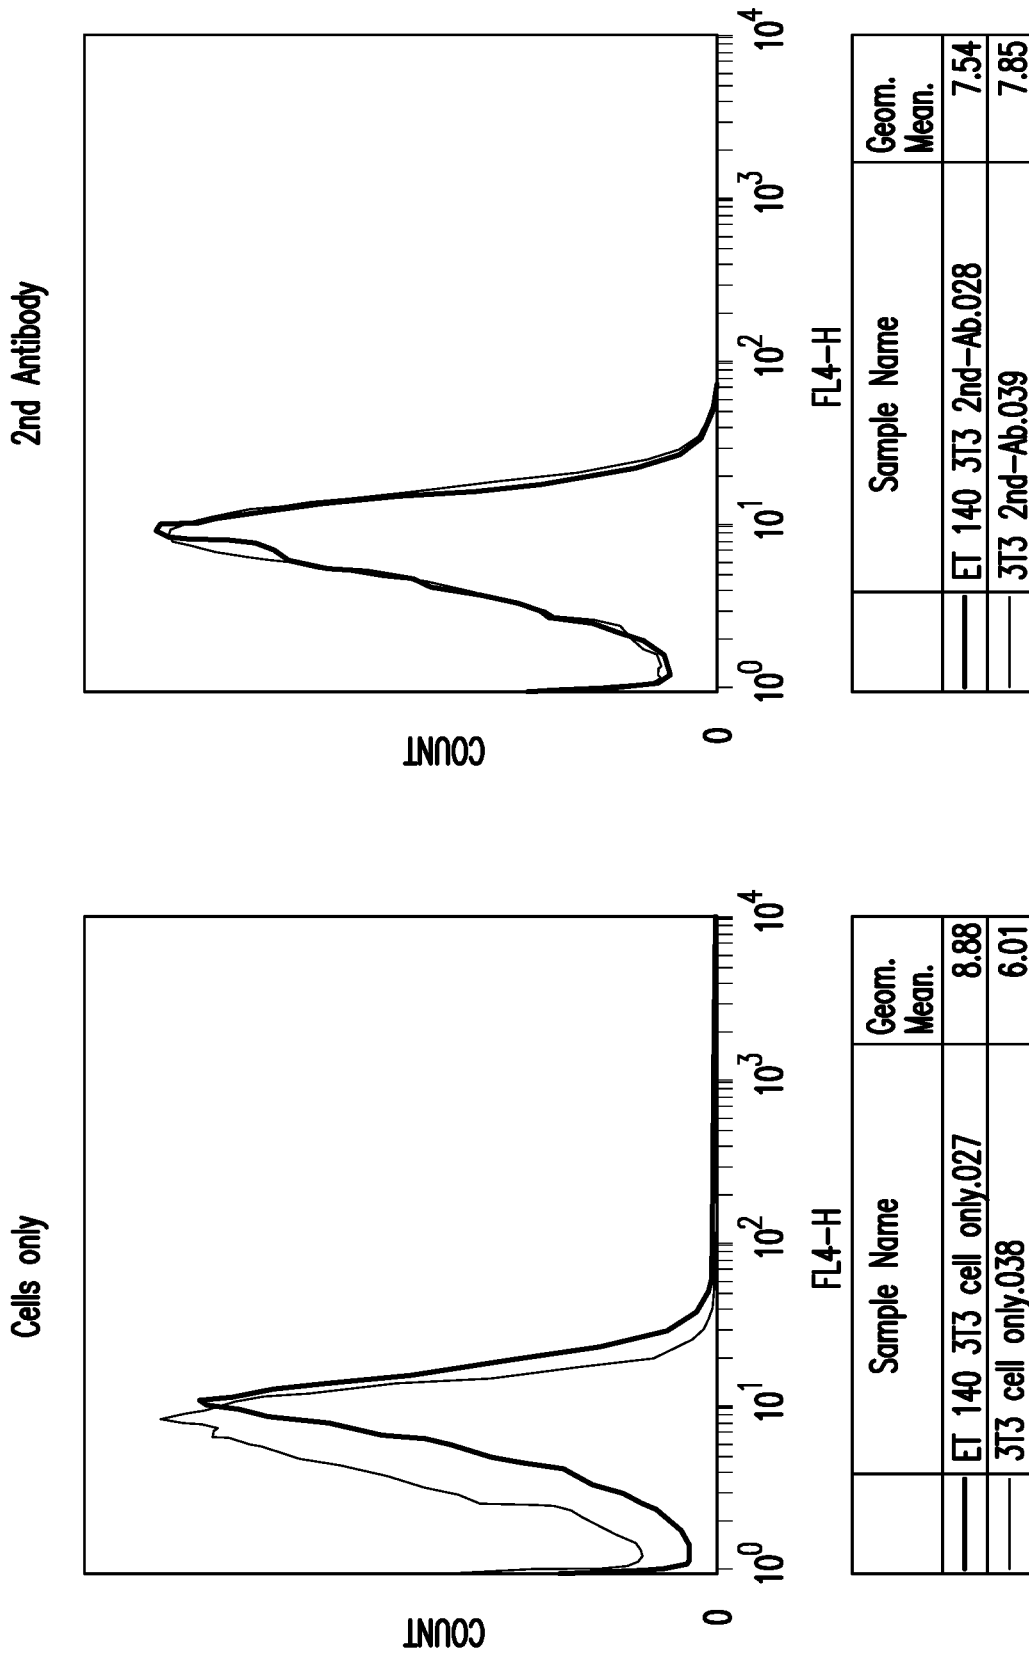 Cells only
COUNT
0
10^0 10^1 10^2 10^3 10^4
FL4-H
Sample Name Geom. Mean.
ET 140 3T3 cell only.027 8.88
3T3 cell only.038 6.01
2nd Antibody
COUNT
0
10^0 10^1 10^2 10^3 10^4
FL4-H
Sample Name Geom. Mean.
ET 140 3T3 2nd-Ab.028 7.54
3T3 2nd-Ab.039 7.85